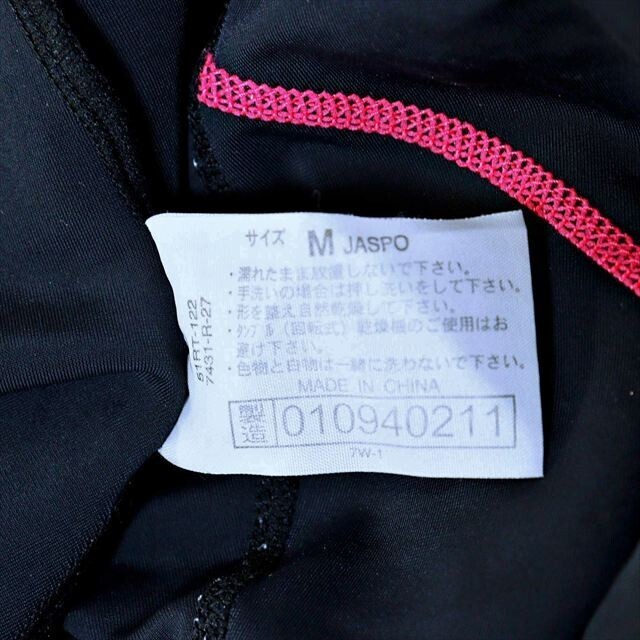 サイズ M JASPO
・濡れたまま放置しないで下さい。
・手洗いの場合は押し洗いをして下さい。
・形を整え自然乾燥して下さい。
・タンブル（回転式）乾燥機のご使用はお
避け下さい。
・色物と白物は一緒に洗わないで下さい。
MADE IN CHINA
製造 010940211
7W-1
7431-R-27